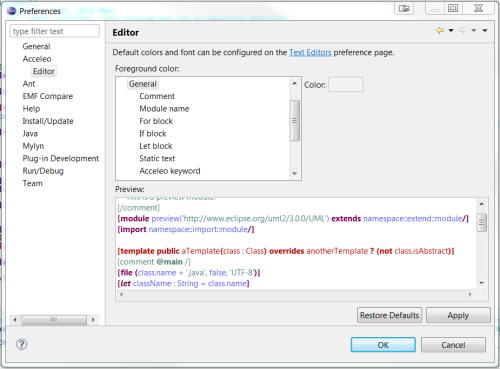 Preferences
type filter text
General
Acceleo
Editor
Ant
EMF Compare
Help
Install/Update
Java
Mylyn
Plug-in Development
Run/Debug
Team
Editor
Default colors and font can be configured on the Text Editors preference page.
Foreground color:
General
Comment
Module name
For block
If block
Let block
Static text
Acceleo keyword
Color:
Preview:
This is a preview module.
[/comment]
[module preview('http://www.eclipse.org/uml2/3.0.0/UML') extends namespace::extend::module/]
[import namespace::import::module/]
[template public aTemplate(class : Class) overrides anotherTemplate ? (not class.isAbstract)]
[comment @main /]
[file (class.name + '.java', false, 'UTF-8')]
[let className : String = class.name]
Restore Defaults
Apply
?
OK
Cancel